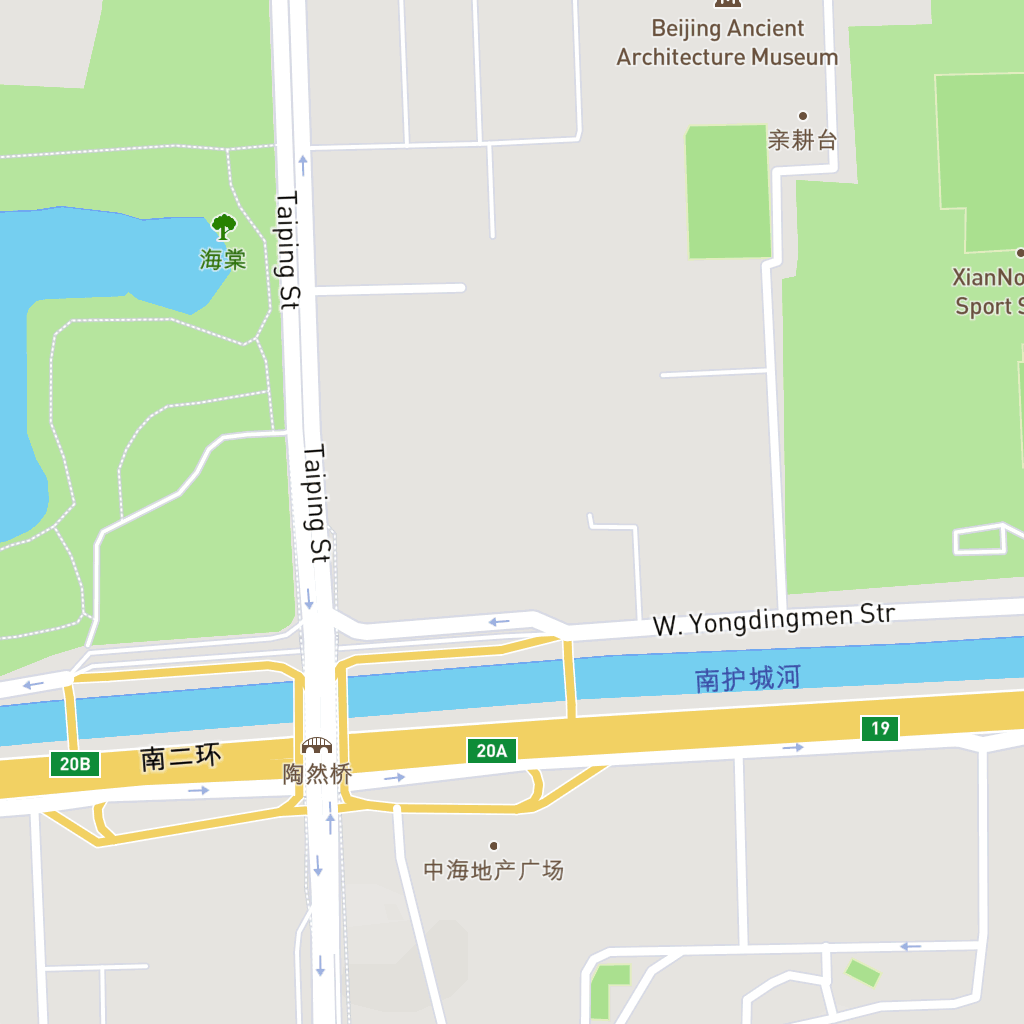 Beijing Ancient
Architecture Museum
亲耕台
Taiping St
海棠
XianNo
Sport S
Taiping St
W. Yongdingmen Str
南护城河
19
20A
南二环
20B
陶然桥
中海地产广场